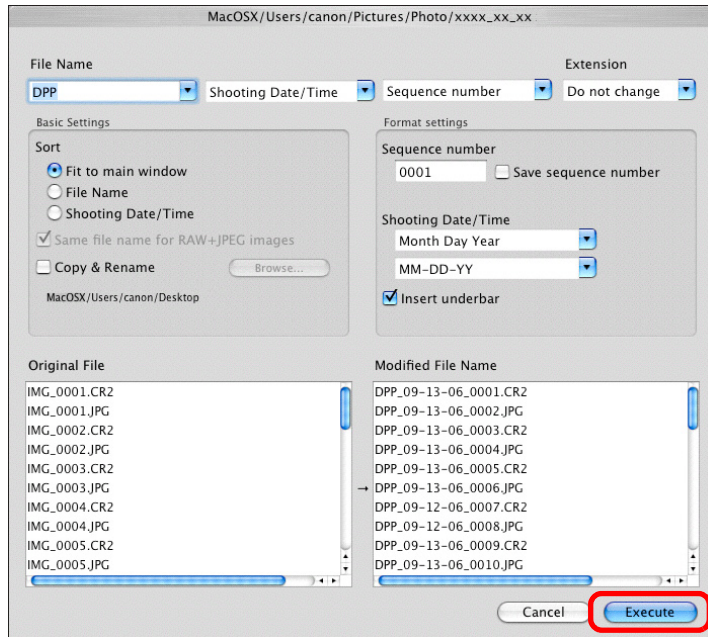 MacOSX/Users/canon/Pictures/Photo/xxxx_xx_xx
File Name
Extension
DPP
Shooting Date/Time
Sequence number
Do not change
Basic Settings
Sort
Fit to main window
File Name
Shooting Date/Time
Same file name for RAW+JPEG images
Copy & Rename
Browse...
MacOSX/Users/canon/Desktop
Format settings
Sequence number
0001
Save sequence number
Shooting Date/Time
Month Day Year
MM-DD-YY
Insert underbar
Original File
IMG_0001.CR2
IMG_0001.JPG
IMG_0002.CR2
IMG_0002.JPG
IMG_0003.CR2
IMG_0003.JPG
IMG_0004.CR2
IMG_0004.JPG
IMG_0005.CR2
IMG_0005.JPG
→
Modified File Name
DPP_09-13-06_0001.CR2
DPP_09-13-06_0002.JPG
DPP_09-13-06_0003.CR2
DPP_09-13-06_0004.JPG
DPP_09-13-06_0005.CR2
DPP_09-13-06_0006.JPG
DPP_09-12-06_0007.CR2
DPP_09-12-06_0008.JPG
DPP_09-13-06_0009.CR2
DPP_09-13-06_0010.JPG
Cancel
Execute